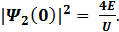 |Ψ₂(0)|² = 4E/U.